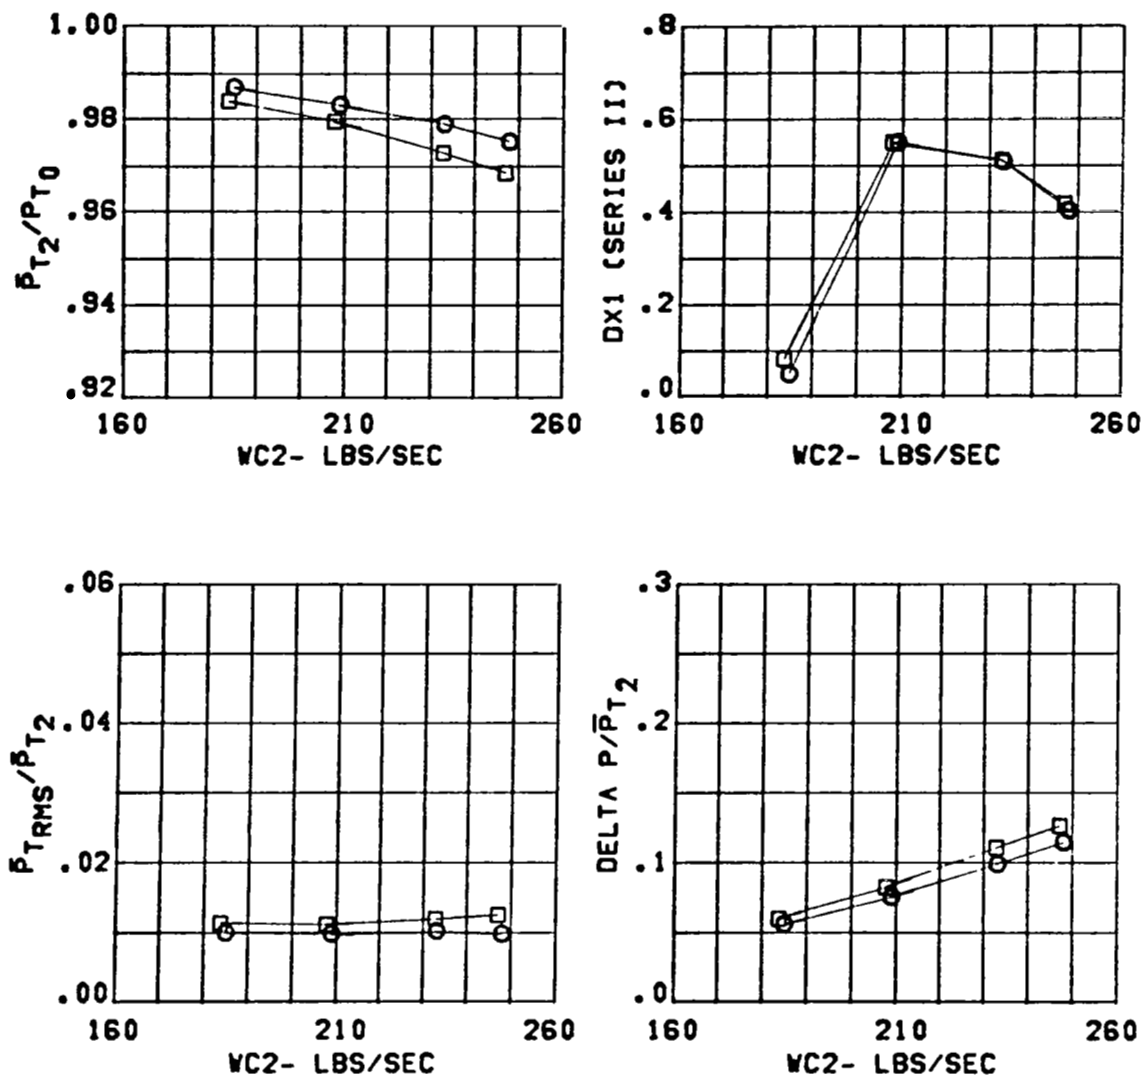 1.00
.98
.96
.94
.92
P̄T2/PT0
160 210 260
WC2- LBS/SEC
.8
.6
.4
.2
.0
DX1 (SERIES II)
160 210 260
WC2- LBS/SEC
.06
.04
.02
.00
P̄TRMS/P̄T2
160 210 260
WC2- LBS/SEC
.3
.2
.1
.0
DELTA P/P̄T2
160 210 260
WC2- LBS/SEC